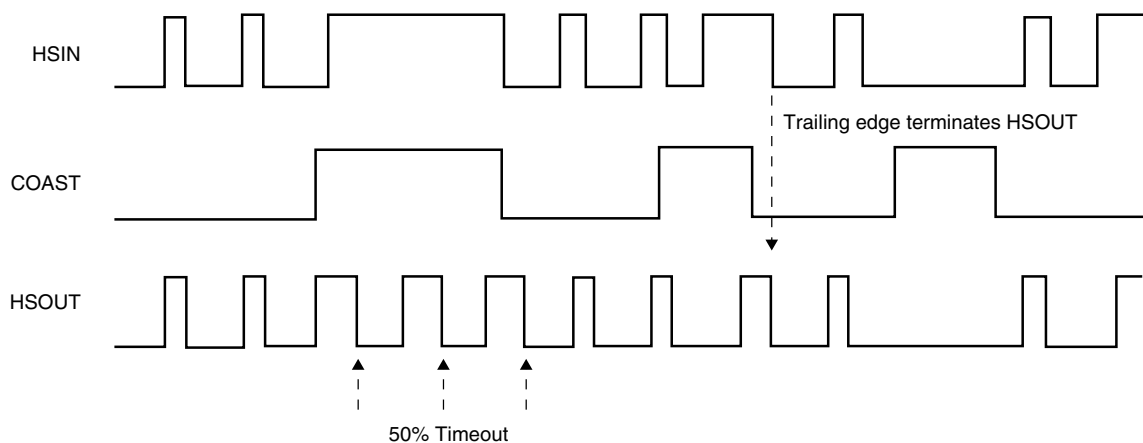 HSIN
Trailing edge terminates HSOUT
COAST
HSOUT
50% Timeout